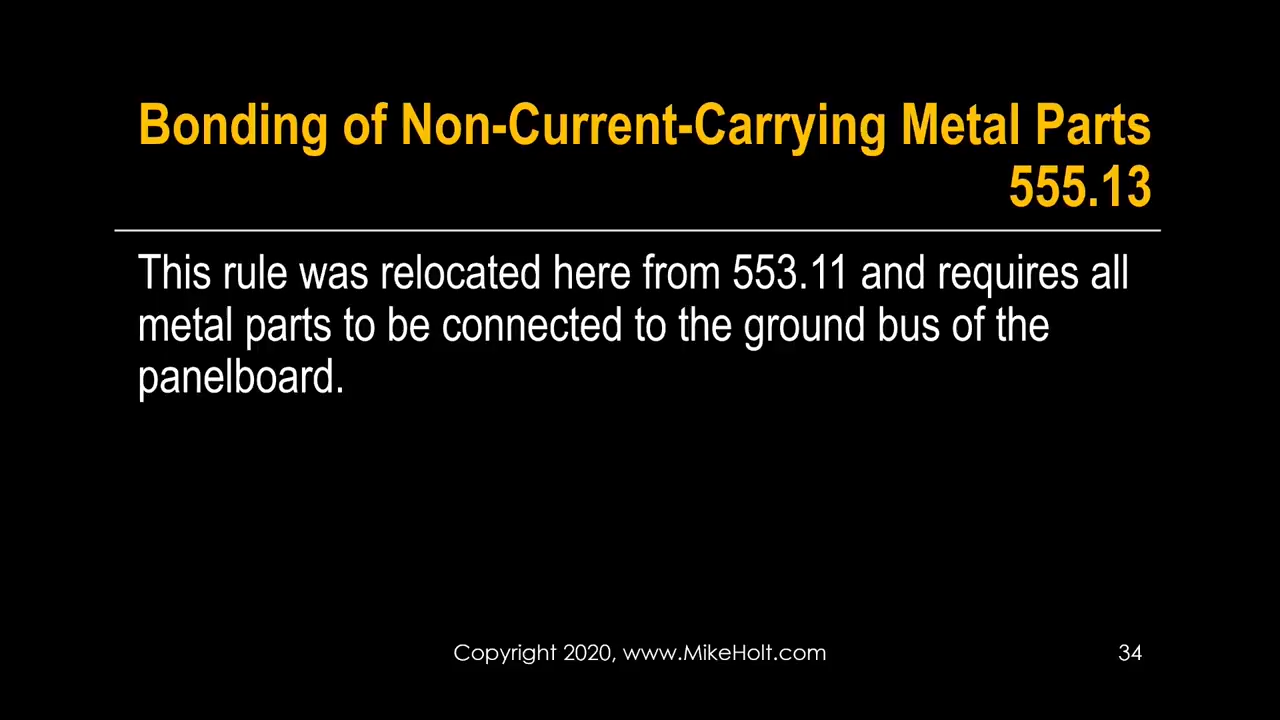 Bonding of Non-Current-Carrying Metal Parts
555.13
This rule was relocated here from 553.11 and requires all
metal parts to be connected to the ground bus of the
panelboard.
Copyright 2020, www.MikeHolt.com
34